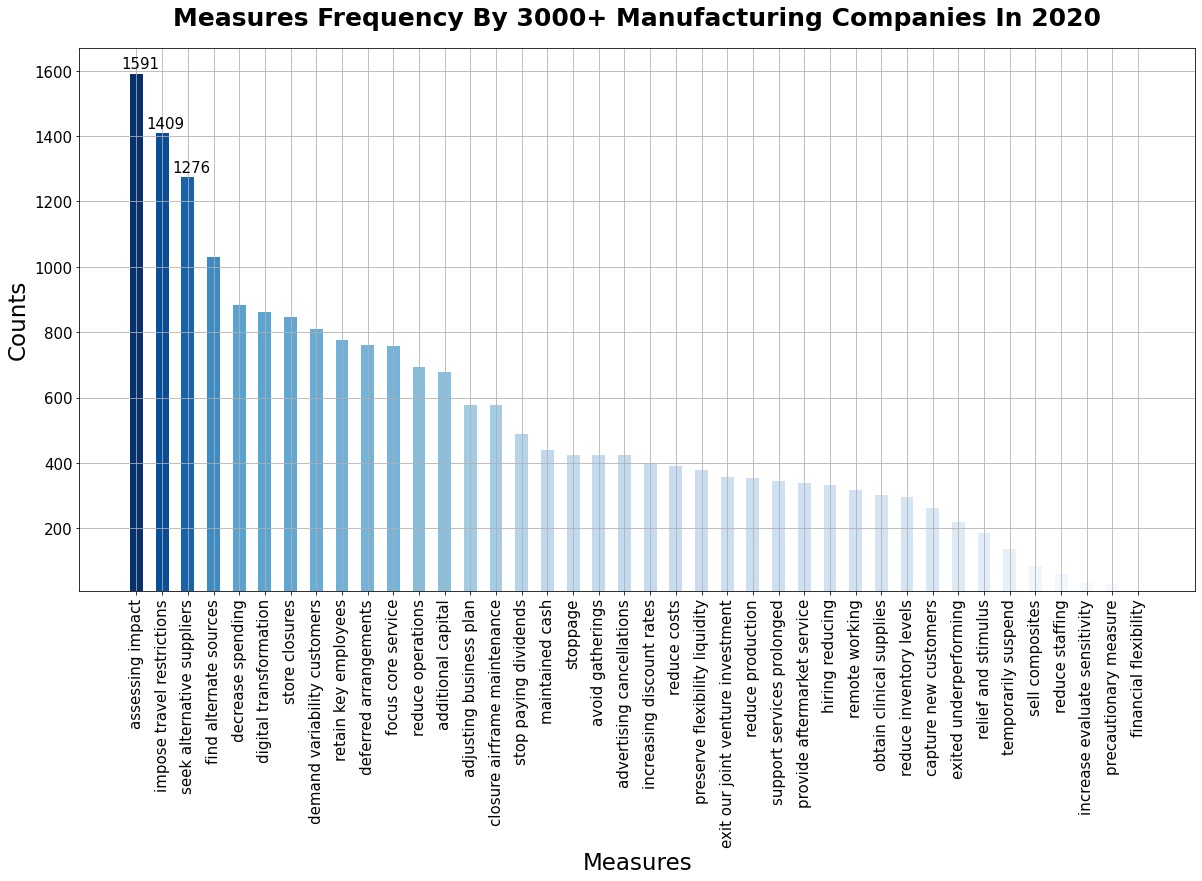 Measures Frequency By 3000+ Manufacturing Companies In 2020
1591
1409
1276
1600
1400
1200
1000
800
600
400
200
Counts
assessing impact
impose travel restrictions
seek alternative suppliers
find alternate sources
decrease spending
digital transformation
store closures
demand variability customers
retain key employees
deferred arrangements
focus core service
reduce operations
additional capital
adjusting business plan
closure airframe maintenance
stop paying dividends
maintained cash
stoppage
avoid gatherings
advertising cancellations
increasing discount rates
reduce costs
preserve flexibility liquidity
exit our joint venture investment
reduce production
support services prolonged
provide aftermarket service
hiring reducing
remote working
obtain clinical supplies
reduce inventory levels
capture new customers
exited underperforming
relief and stimulus
temporarily suspend
sell composites
reduce staffing
increase evaluate sensitivity
precautionary measure
financial flexibility
Measures